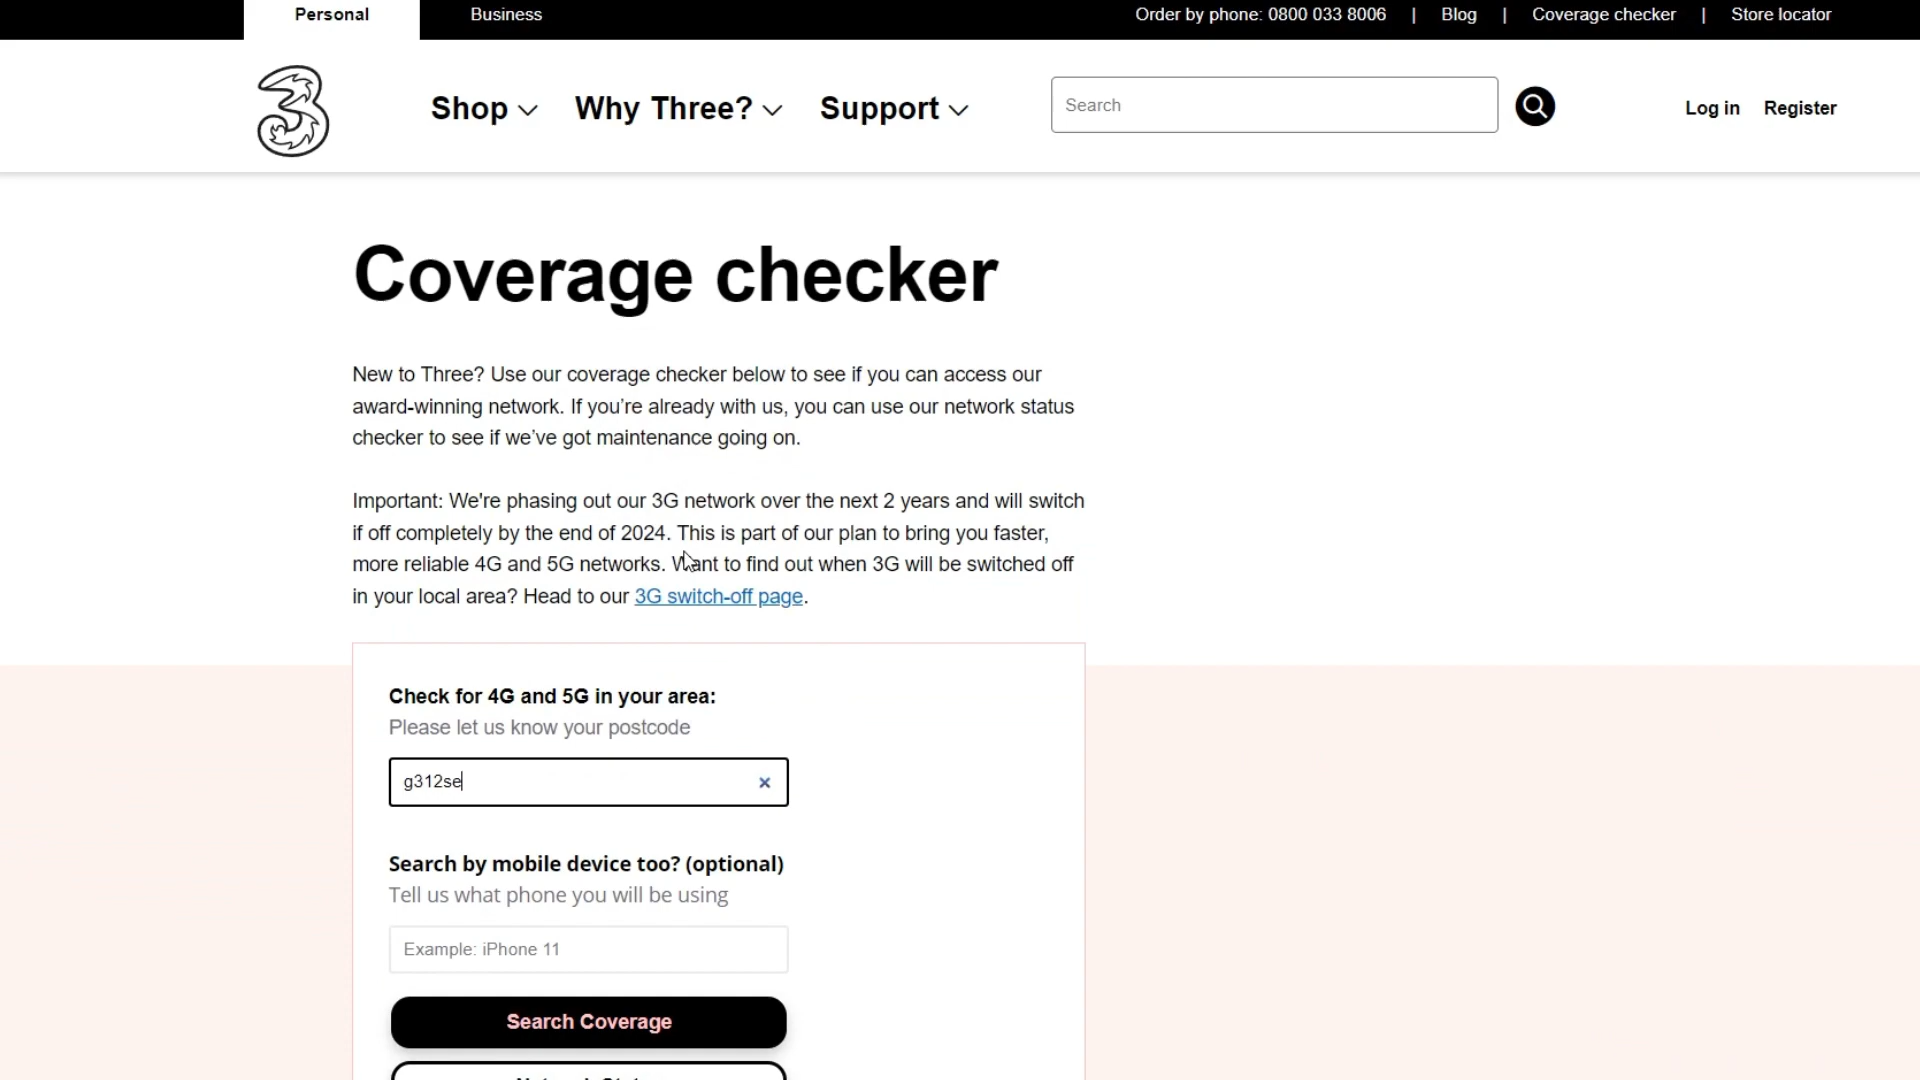 Personal
Business
Order by phone: 0800 033 8006 | Blog | Coverage checker | Store locator
Shop
Why Three?
Support
Search
Log in
Register
Coverage checker
New to Three? Use our coverage checker below to see if you can access our
award-winning network. If you’re already with us, you can use our network status
checker to see if we’ve got maintenance going on.
Important: We're phasing out our 3G network over the next 2 years and will switch
if off completely by the end of 2024. This is part of our plan to bring you faster,
more reliable 4G and 5G networks. Want to find out when 3G will be switched off
in your local area? Head to our 3G switch-off page.
Check for 4G and 5G in your area:
Please let us know your postcode
g312se
Search by mobile device too? (optional)
Tell us what phone you will be using
Example: iPhone 11
Search Coverage